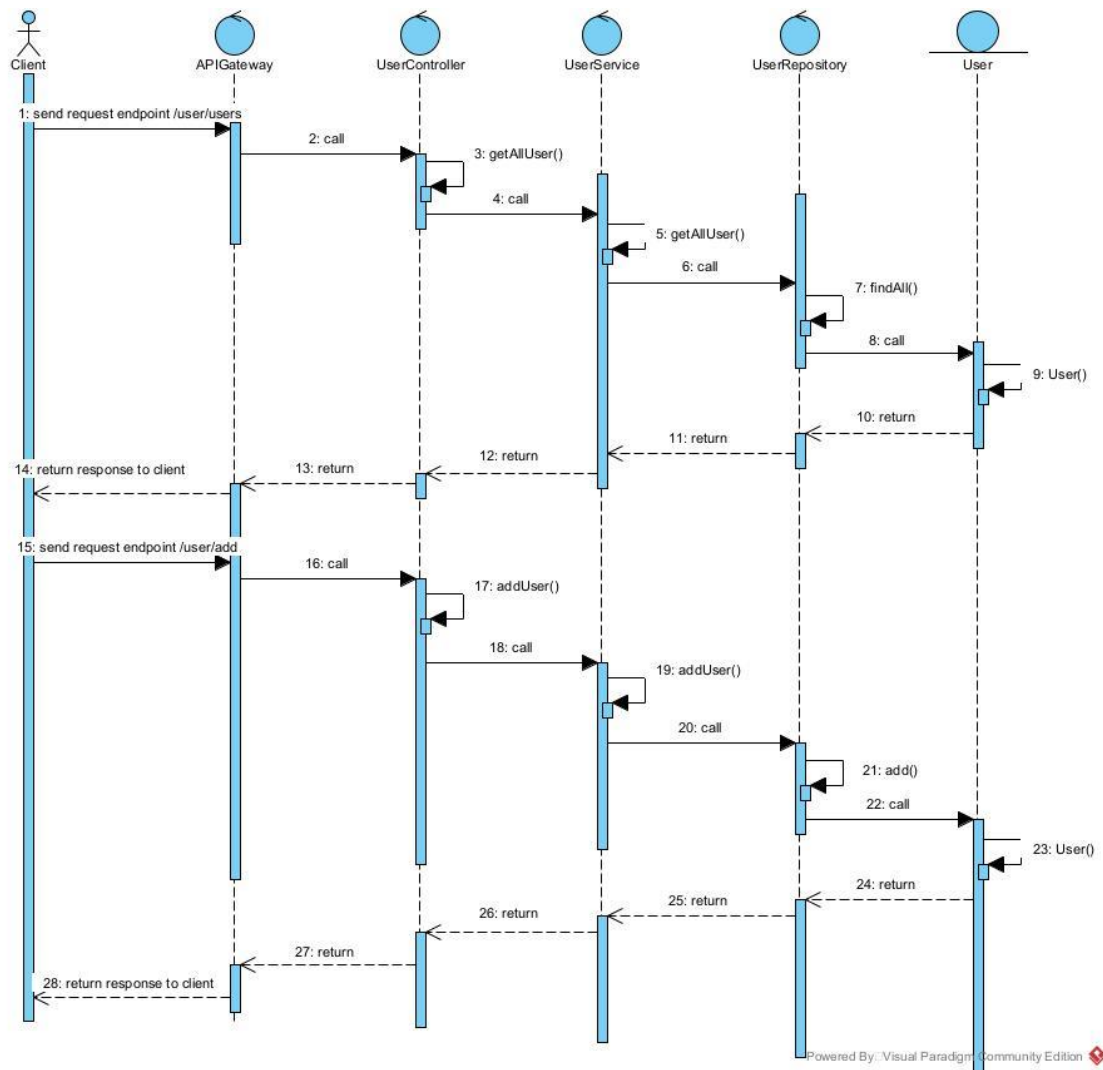 Client
APIGateway
UserController
UserService
UserRepository
User
1: send request endpoint /user/users
2: call
3: getAllUser()
4: call
5: getAllUser()
6: call
7: findAll()
8: call
9: User()
10: return
11: return
12: return
13: return
14: return response to client
15: send request endpoint /user/add
16: call
17: addUser()
18: call
19: addUser()
20: call
21: add()
22: call
23: User()
24: return
25: return
26: return
27: return
28: return response to client
Powered By Visual Paradigm Community Edition